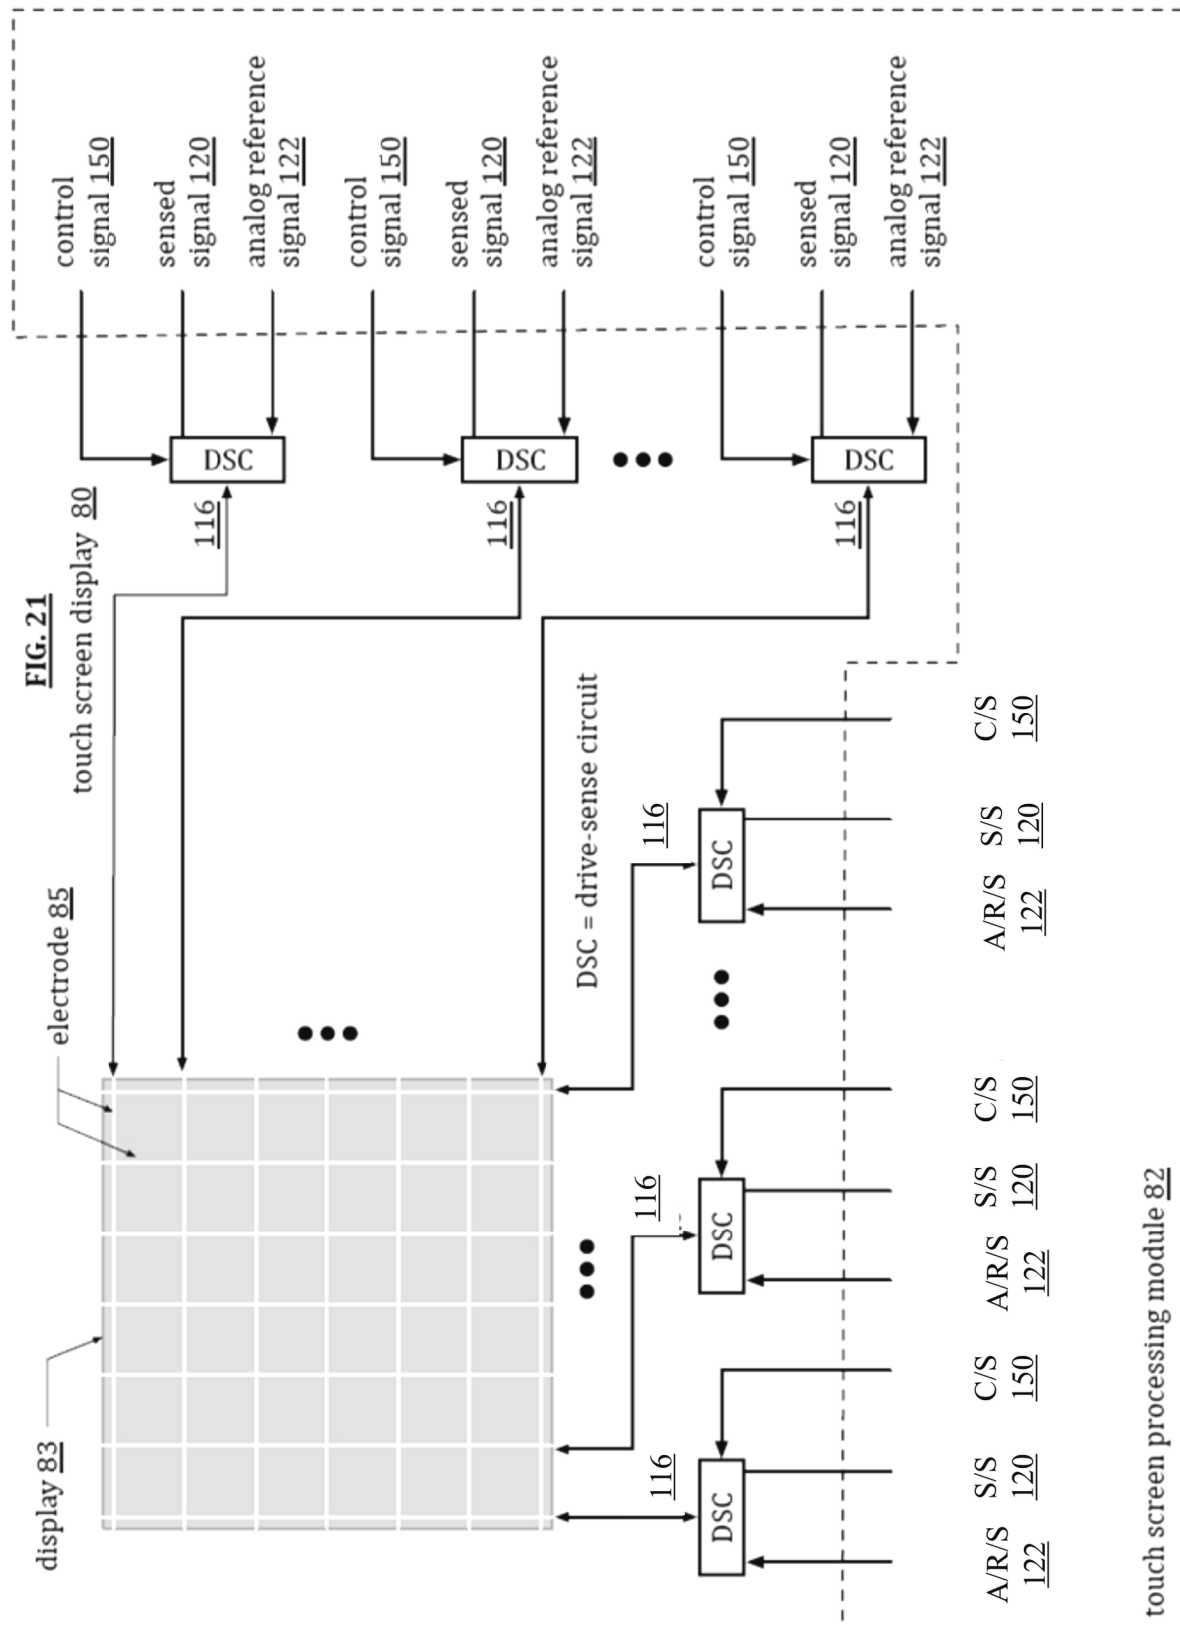 FIG. 21
touch screen display 80
display 83
electrode 85
control
signal 150
sensed
signal 120
analog reference
signal 122
DSC
116
control
signal 150
sensed
signal 120
analog reference
signal 122
DSC
116
control
signal 150
sensed
signal 120
analog reference
signal 122
DSC
116
DSC = drive-sense circuit
116
DSC
A/R/S
122
S/S
120
C/S
150
116
DSC
A/R/S
122
S/S
120
C/S
150
116
DSC
A/R/S
122
S/S
120
C/S
150
touch screen processing module 82